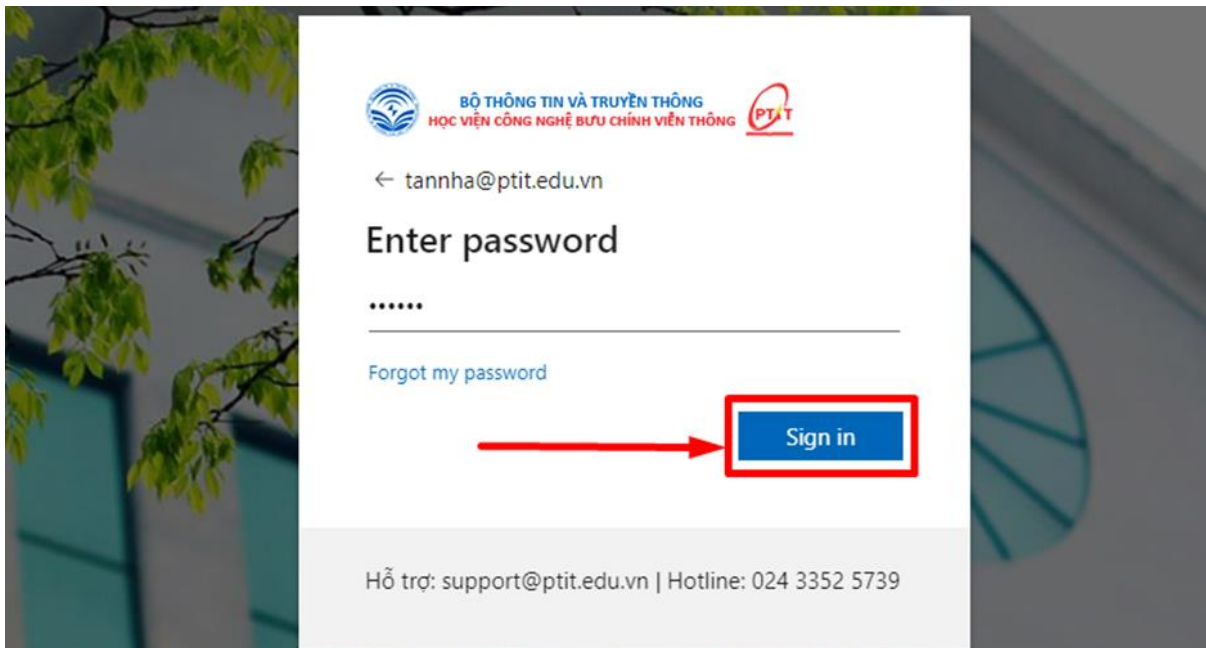 BỘ THÔNG TIN VÀ TRUYỀN THÔNG
HỌC VIỆN CÔNG NGHỆ BƯU CHÍNH VIỄN THÔNG
PTIT
← tannha@ptit.edu.vn
Enter password
••••••
Forgot my password
Sign in
Hỗ trợ: support@ptit.edu.vn | Hotline: 024 3352 5739